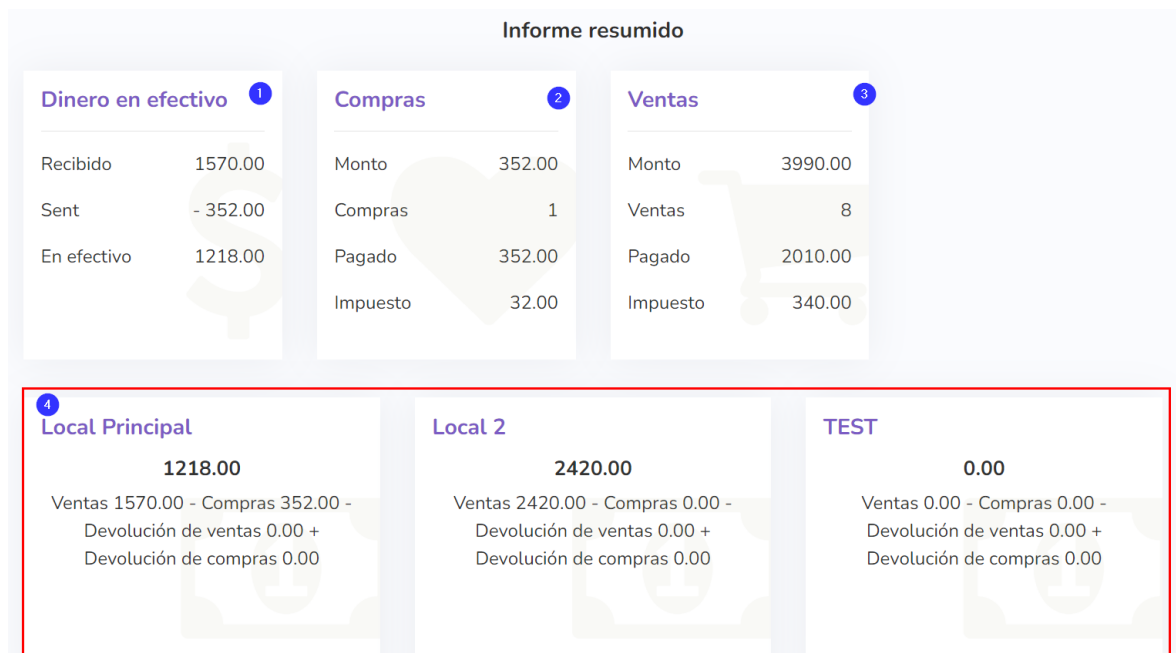 Informe resumido
Dinero en efectivo 1
Recibido 1570.00
Sent - 352.00
En efectivo 1218.00
Compras 2
Monto 352.00
Compras 1
Pagado 352.00
Impuesto 32.00
Ventas 3
Monto 3990.00
Ventas 8
Pagado 2010.00
Impuesto 340.00
4
Local Principal
1218.00
Ventas 1570.00 - Compras 352.00 -
Devolución de ventas 0.00 +
Devolución de compras 0.00
Local 2
2420.00
Ventas 2420.00 - Compras 0.00 -
Devolución de ventas 0.00 +
Devolución de compras 0.00
TEST
0.00
Ventas 0.00 - Compras 0.00 -
Devolución de ventas 0.00 +
Devolución de compras 0.00